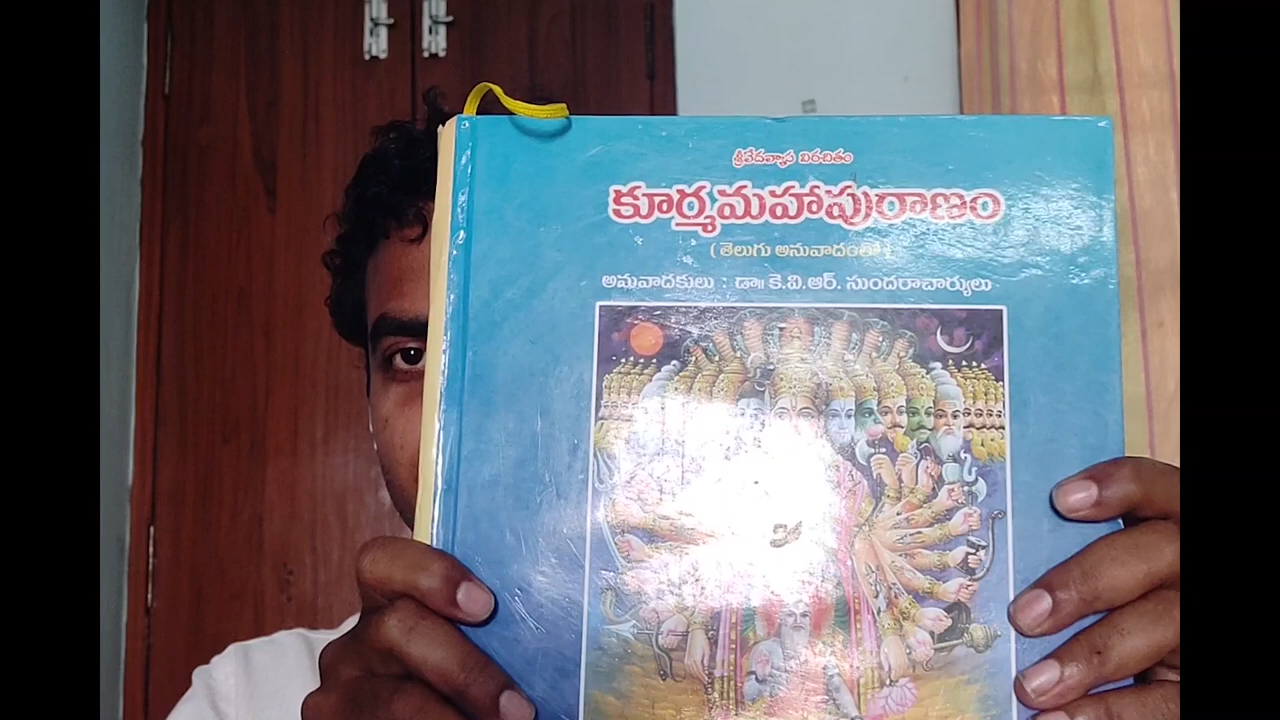 శ్రీవేదవ్యాస విరచితం
కూర్మమహాపురాణం
( తెలుగు అనువాదంతో )
అనువాదకులు : డా॥ కె.వి.ఆర్. సుందరాచార్యులు